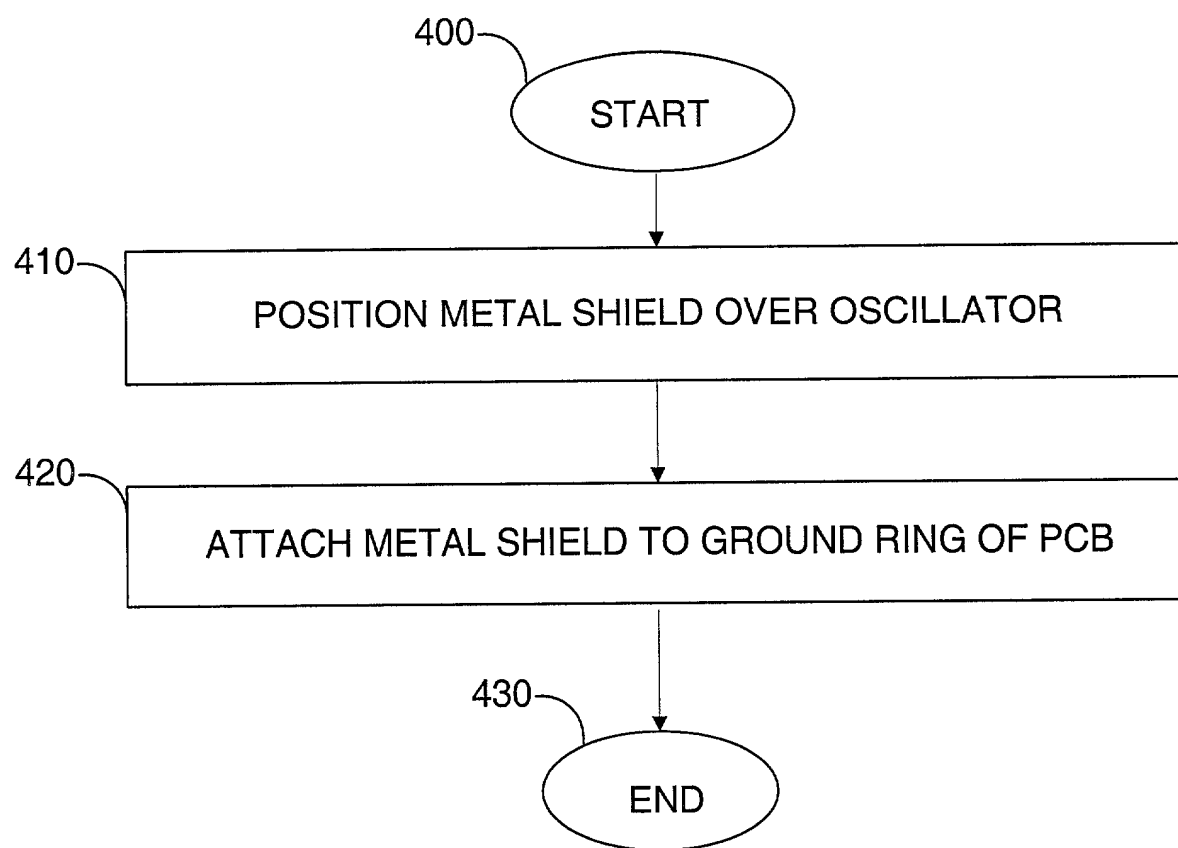 400
START
410
POSITION METAL SHIELD OVER OSCILLATOR
420
ATTACH METAL SHIELD TO GROUND RING OF PCB
430
END